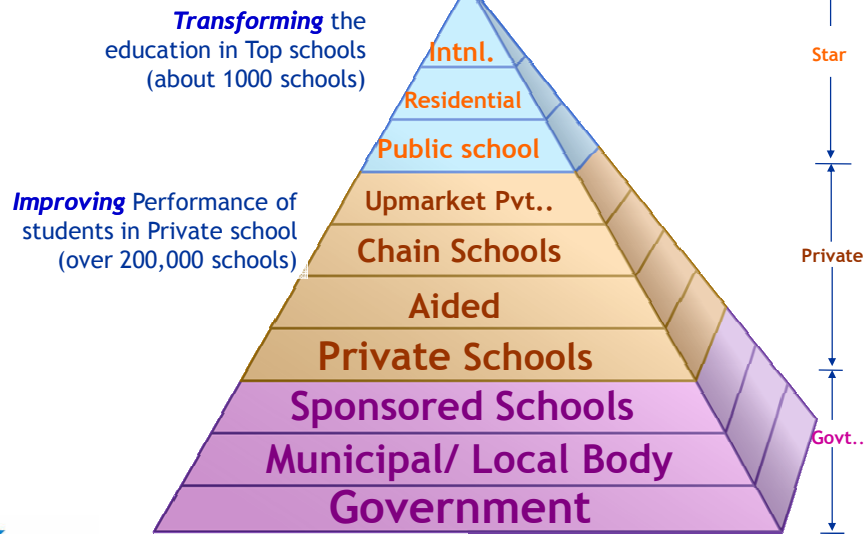 Transforming the
education in Top schools
(about 1000 schools)
Intnl.
Residential
Public school
Star
Improving Performance of
students in Private school
(over 200,000 schools)
Upmarket Pvt..
Chain Schools
Aided
Private Schools
Private
Sponsored Schools
Municipal/ Local Body
Government
Govt..